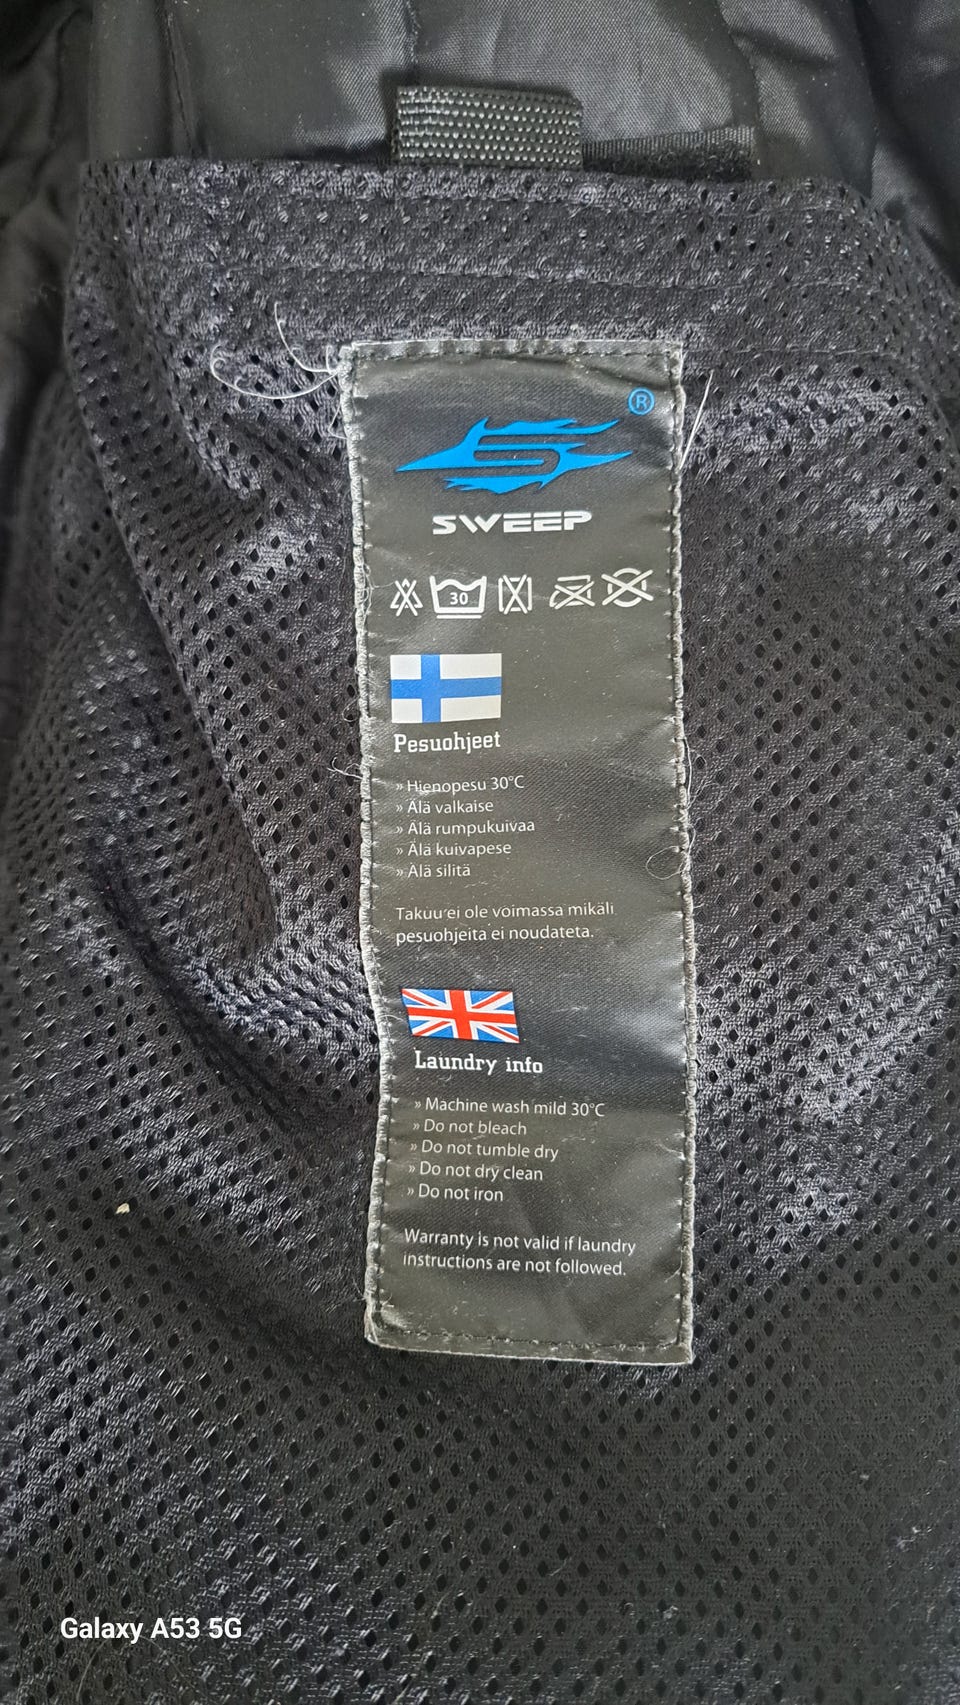 ®
SWEEP
30
Pesuohjeet
» Hienopesu 30°C
» Älä valkaise
» Älä rumpukuivaa
» Älä kuivapese
» Älä silitä
Takuu ei ole voimassa mikäli
pesuohjeita ei noudateta.
Laundry info
» Machine wash mild 30°C
» Do not bleach
» Do not tumble dry
» Do not dry clean
» Do not iron
Warranty is not valid if laundry
instructions are not followed.
Galaxy A53 5G